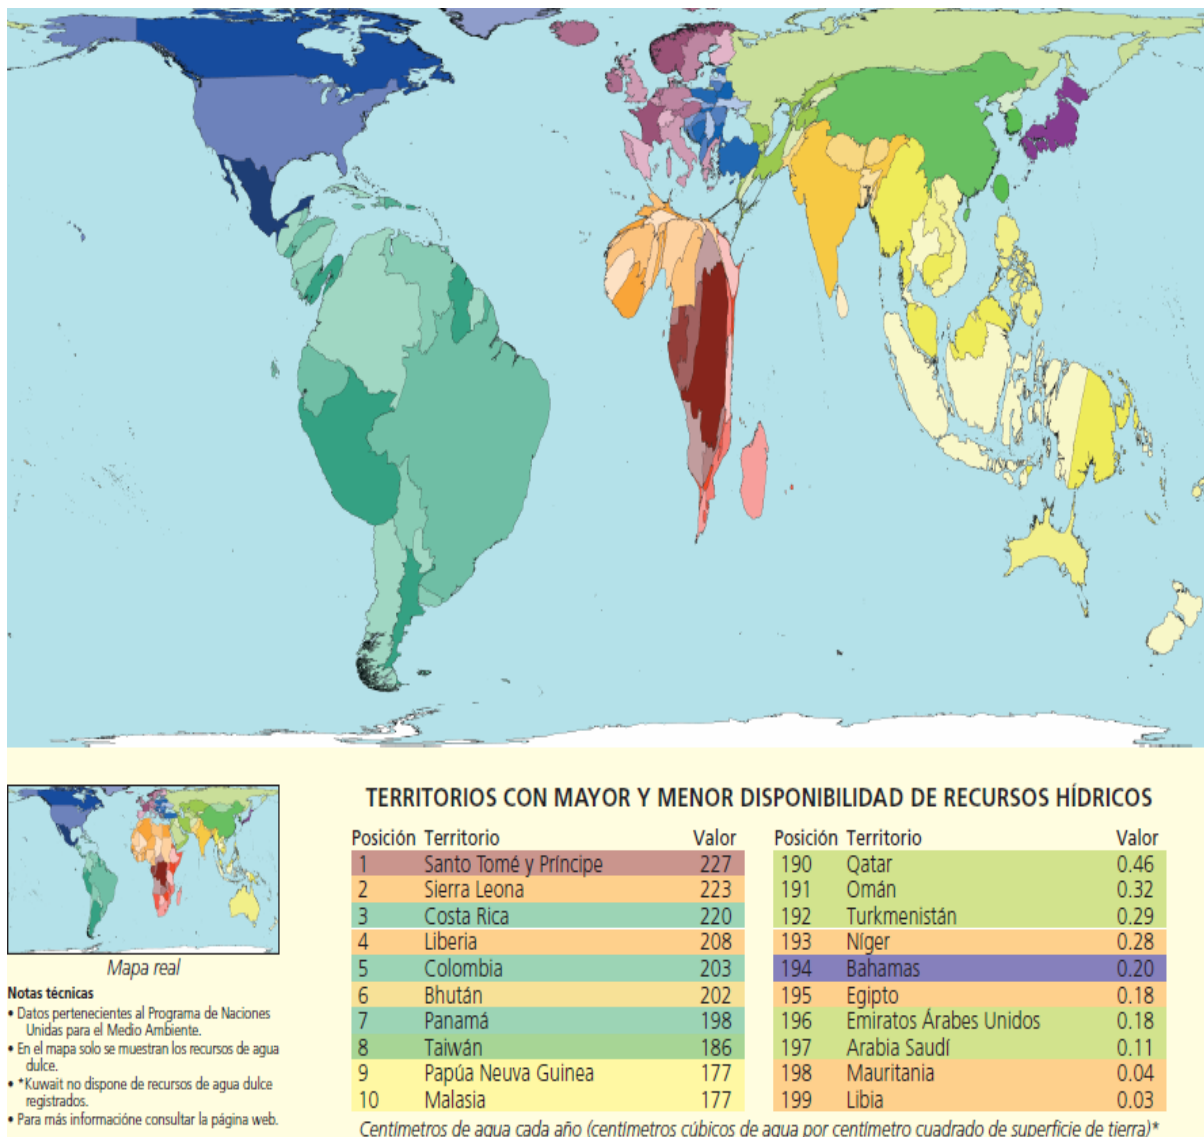 TERRITORIOS CON MAYOR Y MENOR DISPONIBILIDAD DE RECURSOS HÍDRICOS
Posición Territorio Valor
1 Santo Tomé y Príncipe 227
2 Sierra Leona 223
3 Costa Rica 220
4 Liberia 208
5 Colombia 203
6 Bhután 202
7 Panamá 198
8 Taiwán 186
9 Papúa Neuva Guinea 177
10 Malasia 177
Posición Territorio Valor
190 Qatar 0.46
191 Omán 0.32
192 Turkmenistán 0.29
193 Níger 0.28
194 Bahamas 0.20
195 Egipto 0.18
196 Emiratos Árabes Unidos 0.18
197 Arabia Saudí 0.11
198 Mauritania 0.04
199 Libia 0.03
Centímetros de agua cada año (centímetros cúbicos de agua por centímetro cuadrado de superficie de tierra)*
Mapa real
Notas técnicas
• Datos pertenecientes al Programa de Naciones
Unidas para el Medio Ambiente.
• En el mapa solo se muestran los recursos de agua
dulce.
• *Kuwait no dispone de recursos de agua dulce
registrados.
• Para más informacióne consultar la página web.